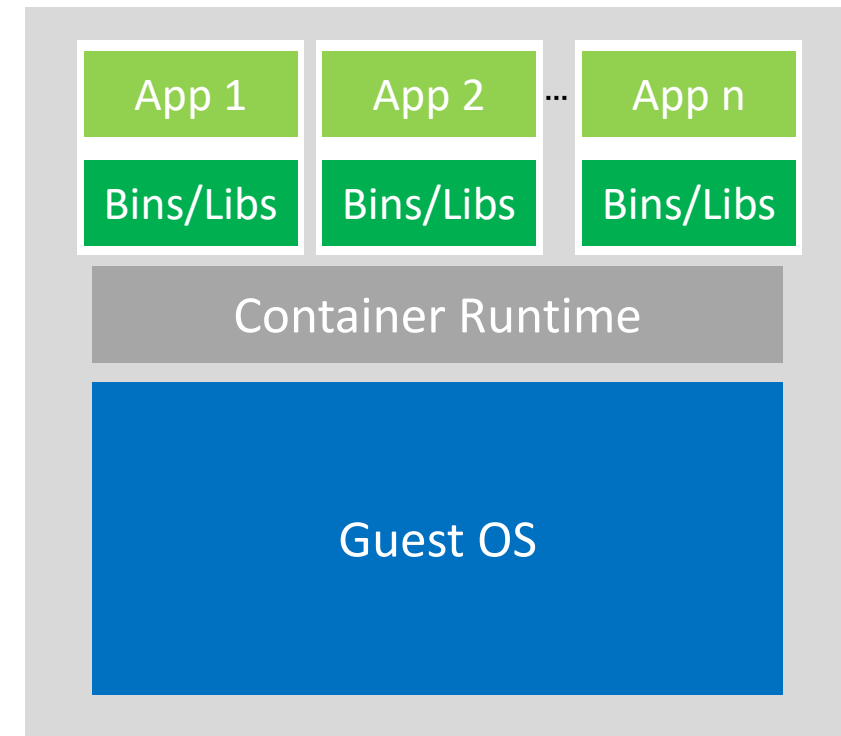 App 1
App 2
...
App n
Bins/Libs
Bins/Libs
Bins/Libs
Container Runtime
Guest OS